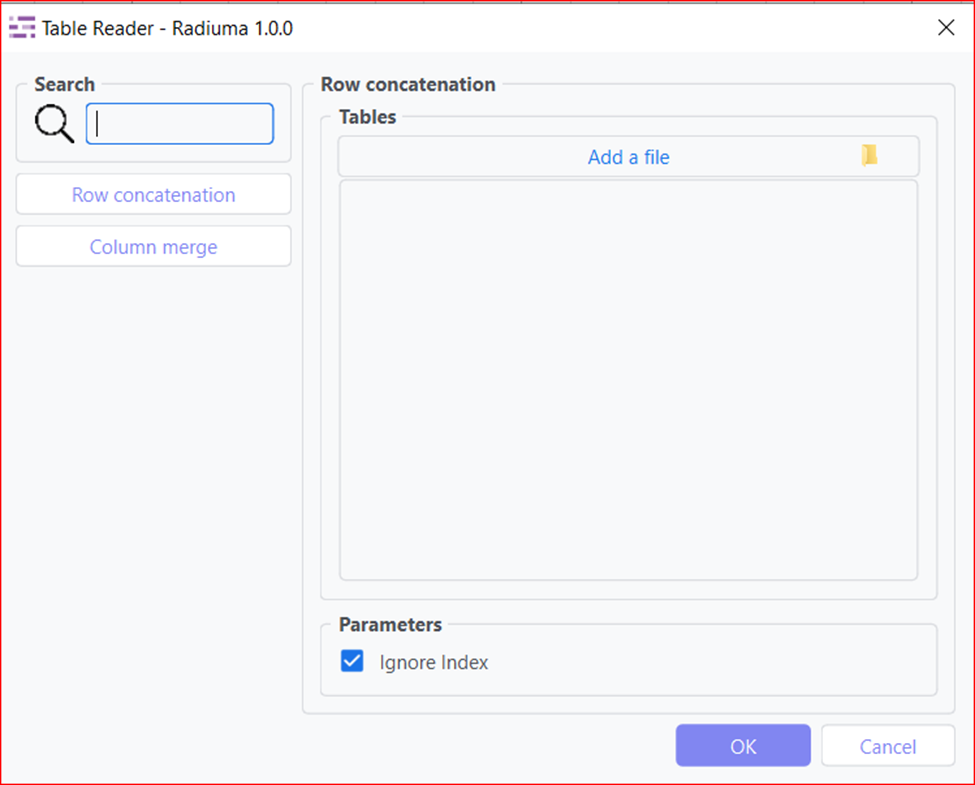 Table Reader - Radiuma 1.0.0
Search
Row concatenation
Column merge
Row concatenation
Tables
Add a file
Parameters
Ignore Index
OK
Cancel